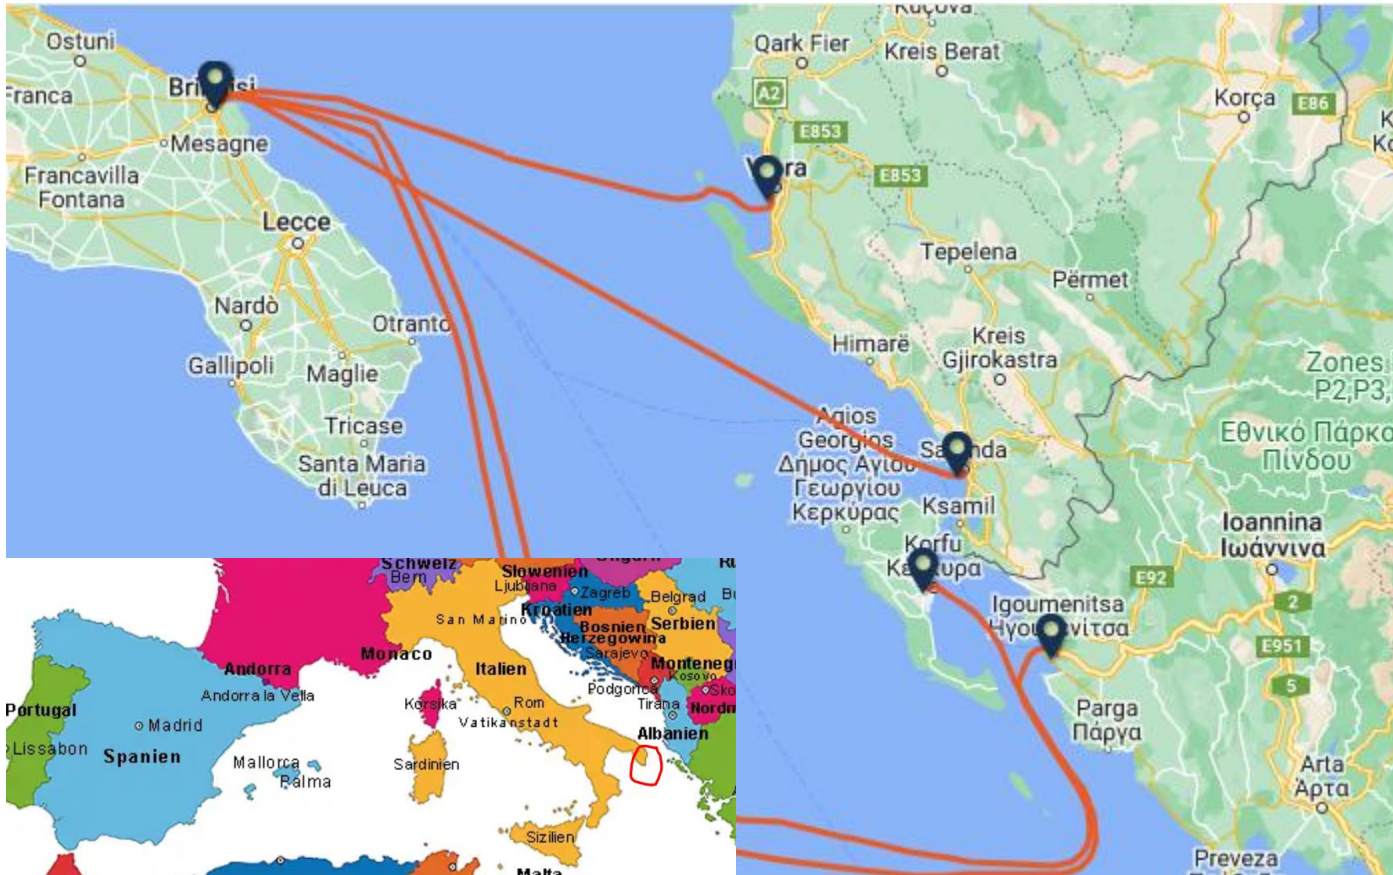 Ostuni
Franca
Mesagne
Francavilla
Fontana
Lecce
Nardò
Otranto
Gallipoli
Maglie
Tricase
Santa Maria
di Leuca
Kuçova
Qark Fier
Kreis Berat
A2
E853
Korça
E86
E853
Tepelena
Përmet
Himarë
Kreis
Gjirokastra
Zones
P2,P3,
Εθνικό Πάρκο
Πίνδου
Agios
Georgios
Δήμος Αγίου
Γεωργίου
Κερκύρας
Ksamil
Korfu
Ioannina
Ιωάννινα
E92
2
Igoumenitsa
E951
5
Parga
Πάργα
Arta
Άρτα
Preveza
Schweiz
Bern
Slowenien
Ljubljana
Zagreb
Kroatien
Belgrad
San Marino
Bosnien
Serbien
Herzegowina
Sarajevo
Monaco
Italien
Andorra
Kosovo
Andorra la Vella
Podgorica
Korsika
Rom
Tirana
Portugal
Vatikanstadt
Madrid
Albanien
Lissabon
Spanien
Mallorca
Palma
Sardinien
Sizilien
Malta